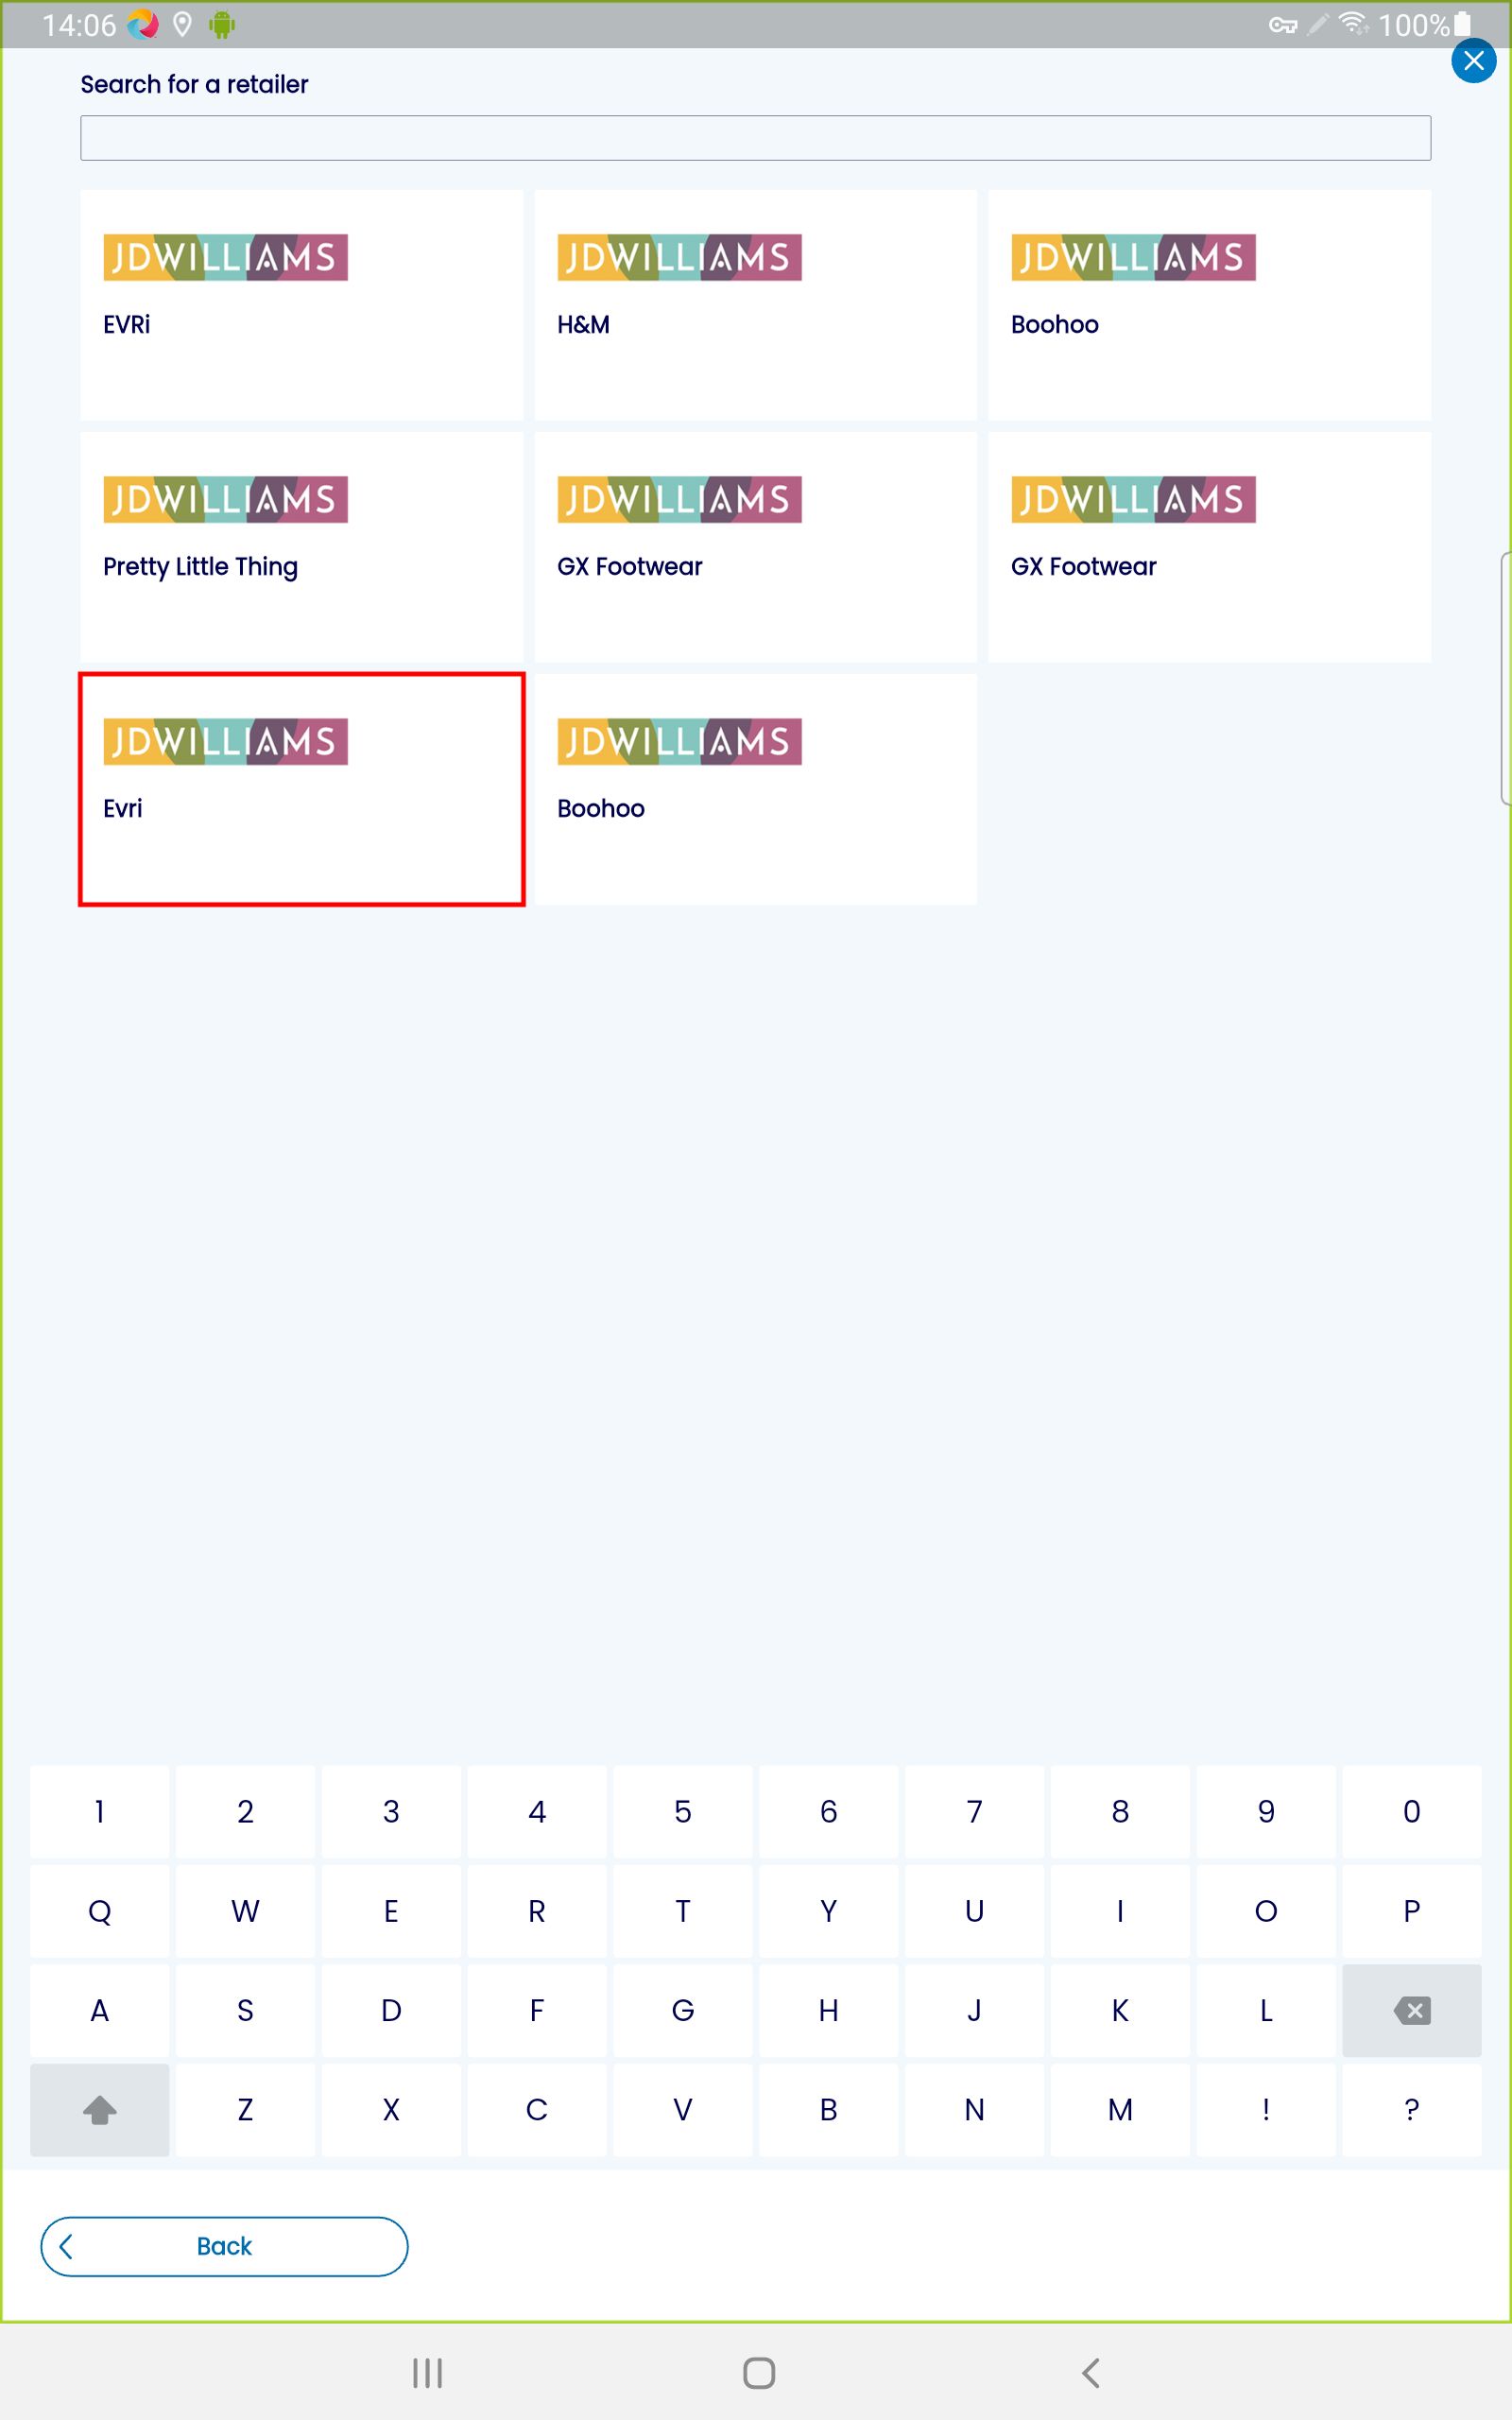 14:06 100%
Search for a retailer
JDWILLIAMS JDWILLIAMS JDWILLIAMS
EVRi H&M Boohoo
JDWILLIAMS JDWILLIAMS JDWILLIAMS
Pretty Little Thing GX Footwear GX Footwear
JDWILLIAMS JDWILLIAMS
Evri Boohoo
1 2 3 4 5 6 7 8 9 0
Q W E R T Y U I O P
A S D F G H J K L
Z X C V B N M ! ?
Back